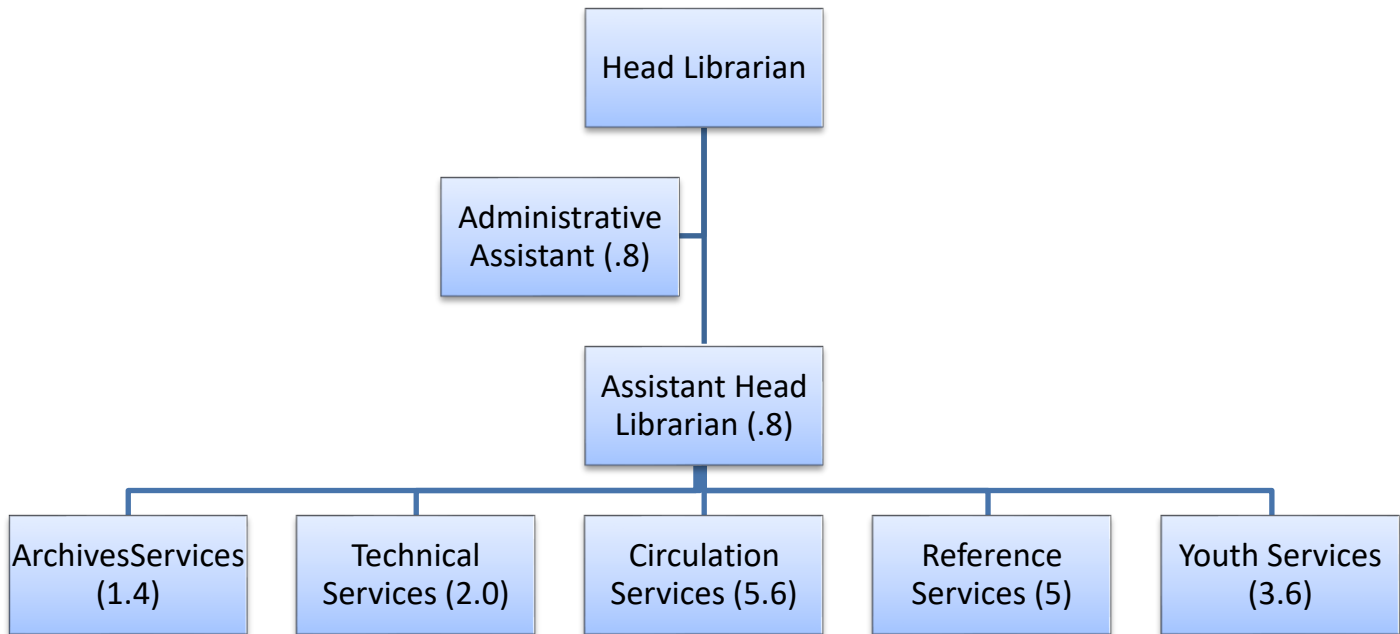 Head Librarian
Administrative
Assistant (.8)
Assistant Head
Librarian (.8)
ArchivesServices
(1.4)
Technical
Services (2.0)
Circulation
Services (5.6)
Reference
Services (5)
Youth Services
(3.6)